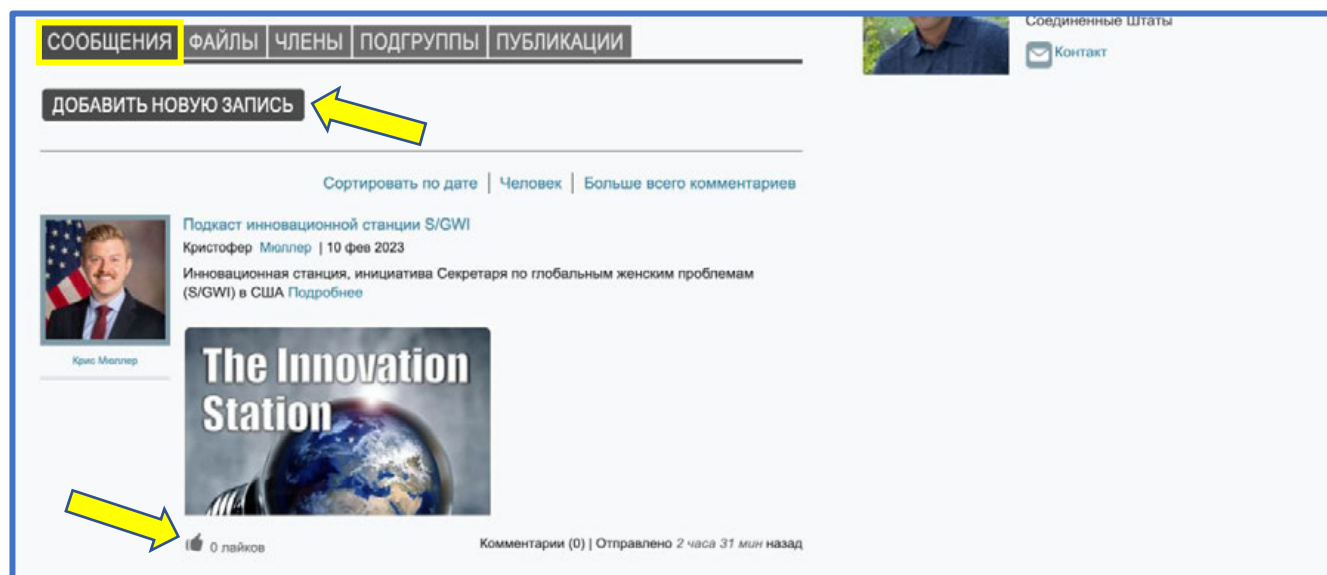 Соединенные Штаты
Контакт
СООБЩЕНИЯ ФАЙЛЫ ЧЛЕНЫ ПОДГРУППЫ ПУБЛИКАЦИИ
ДОБАВИТЬ НОВУЮ ЗАПИСЬ
Сортировать по дате | Человек | Больше всего комментариев
Подкаст инновационной станции S/GWI
Кристофер Мюллер | 10 фев 2023
Инновационная станция, инициатива Секретаря по глобальным женским проблемам
(S/GWI) в США Подробнее
Крис Мюллер
The Innovation
Station
0 лайков
Комментарии (0) | Отправлено 2 часа 31 мин назад